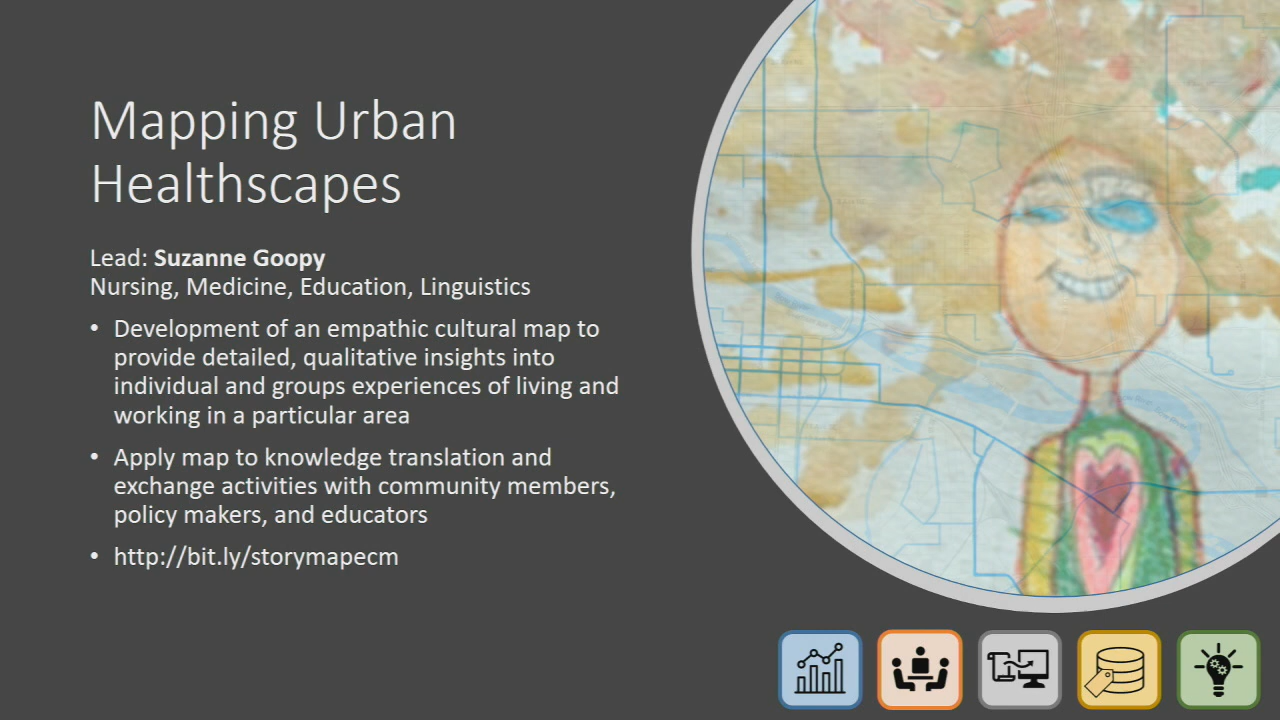 Mapping Urban
Healthscapes
Lead: Suzanne Goopy
Nursing, Medicine, Education, Linguistics
• Development of an empathic cultural map to
provide detailed, qualitative insights into
individual and groups experiences of living and
working in a particular area
• Apply map to knowledge translation and
exchange activities with community members,
policy makers, and educators
• http://bit.ly/storymapecm